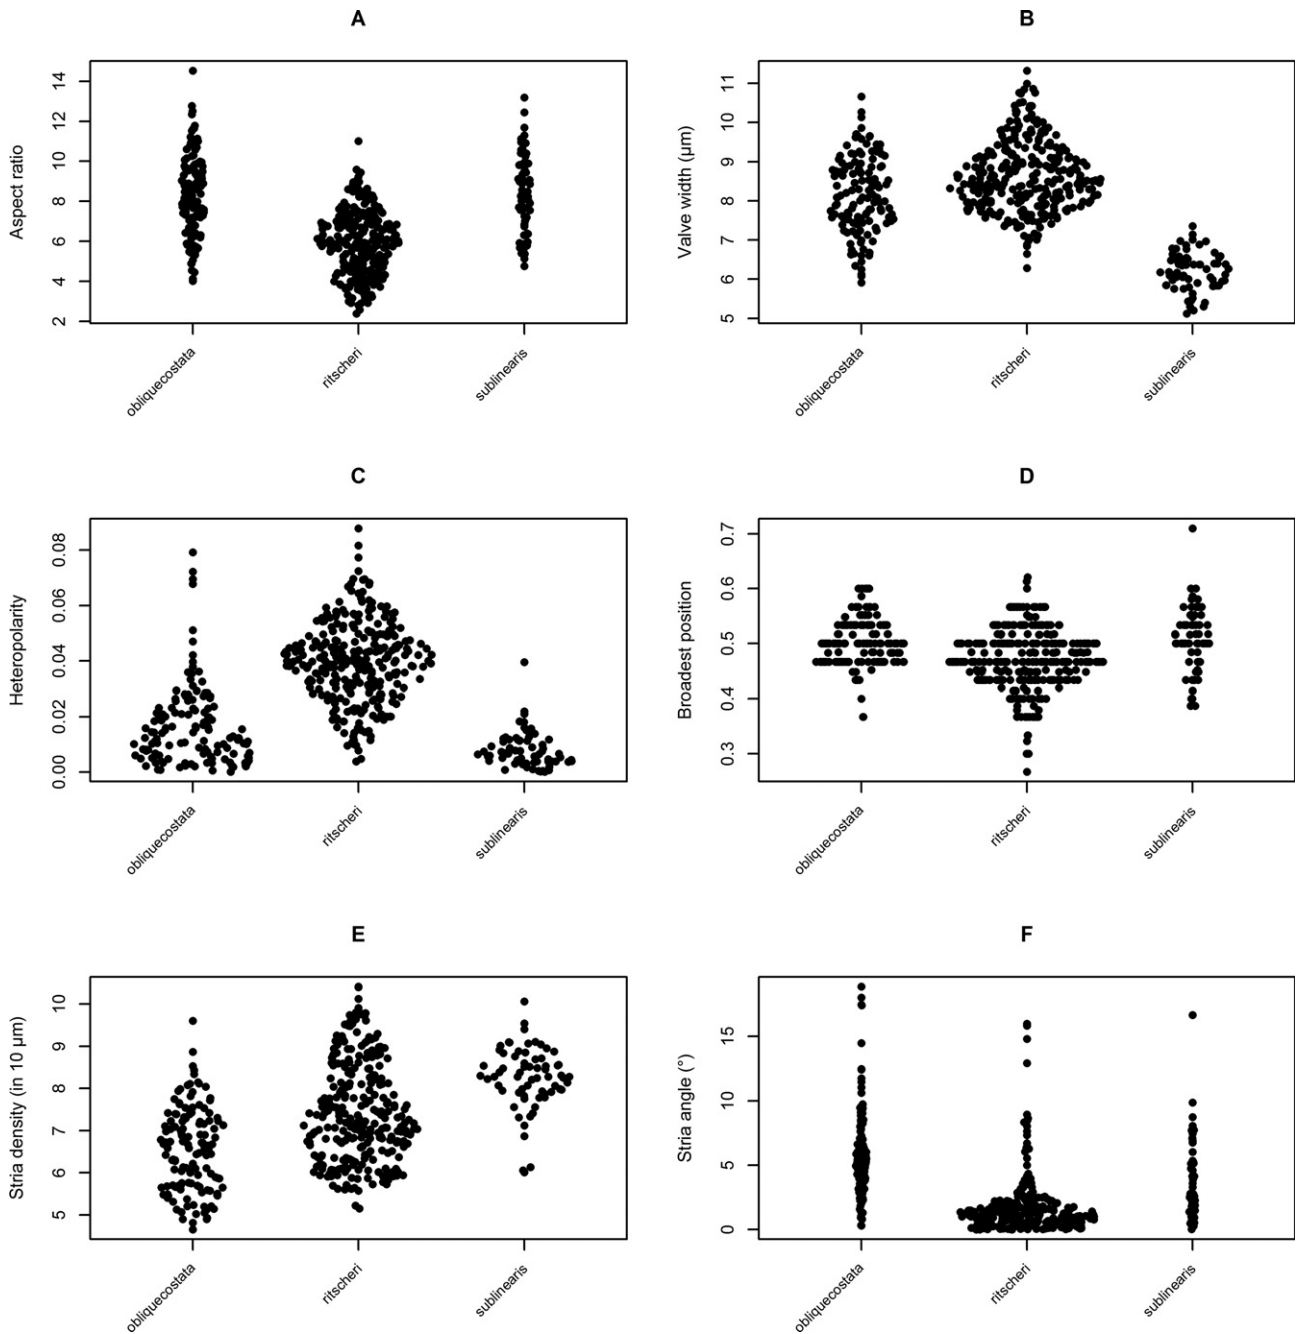 A
Aspect ratio
14
12
10
8
6
4
2
obliquecostata
ritscheri
sublinearis
B
Valve width (µm)
11
10
9
8
7
6
5
obliquecostata
ritscheri
sublinearis
C
Heteropolarity
0.08
0.06
0.04
0.02
0.00
obliquecostata
ritscheri
sublinearis
D
Broadest position
0.7
0.6
0.5
0.4
0.3
obliquecostata
ritscheri
sublinearis
E
Stria density (in 10 µm)
10
9
8
7
6
5
obliquecostata
ritscheri
sublinearis
F
Stria angle (°)
15
10
5
0
obliquecostata
ritscheri
sublinearis